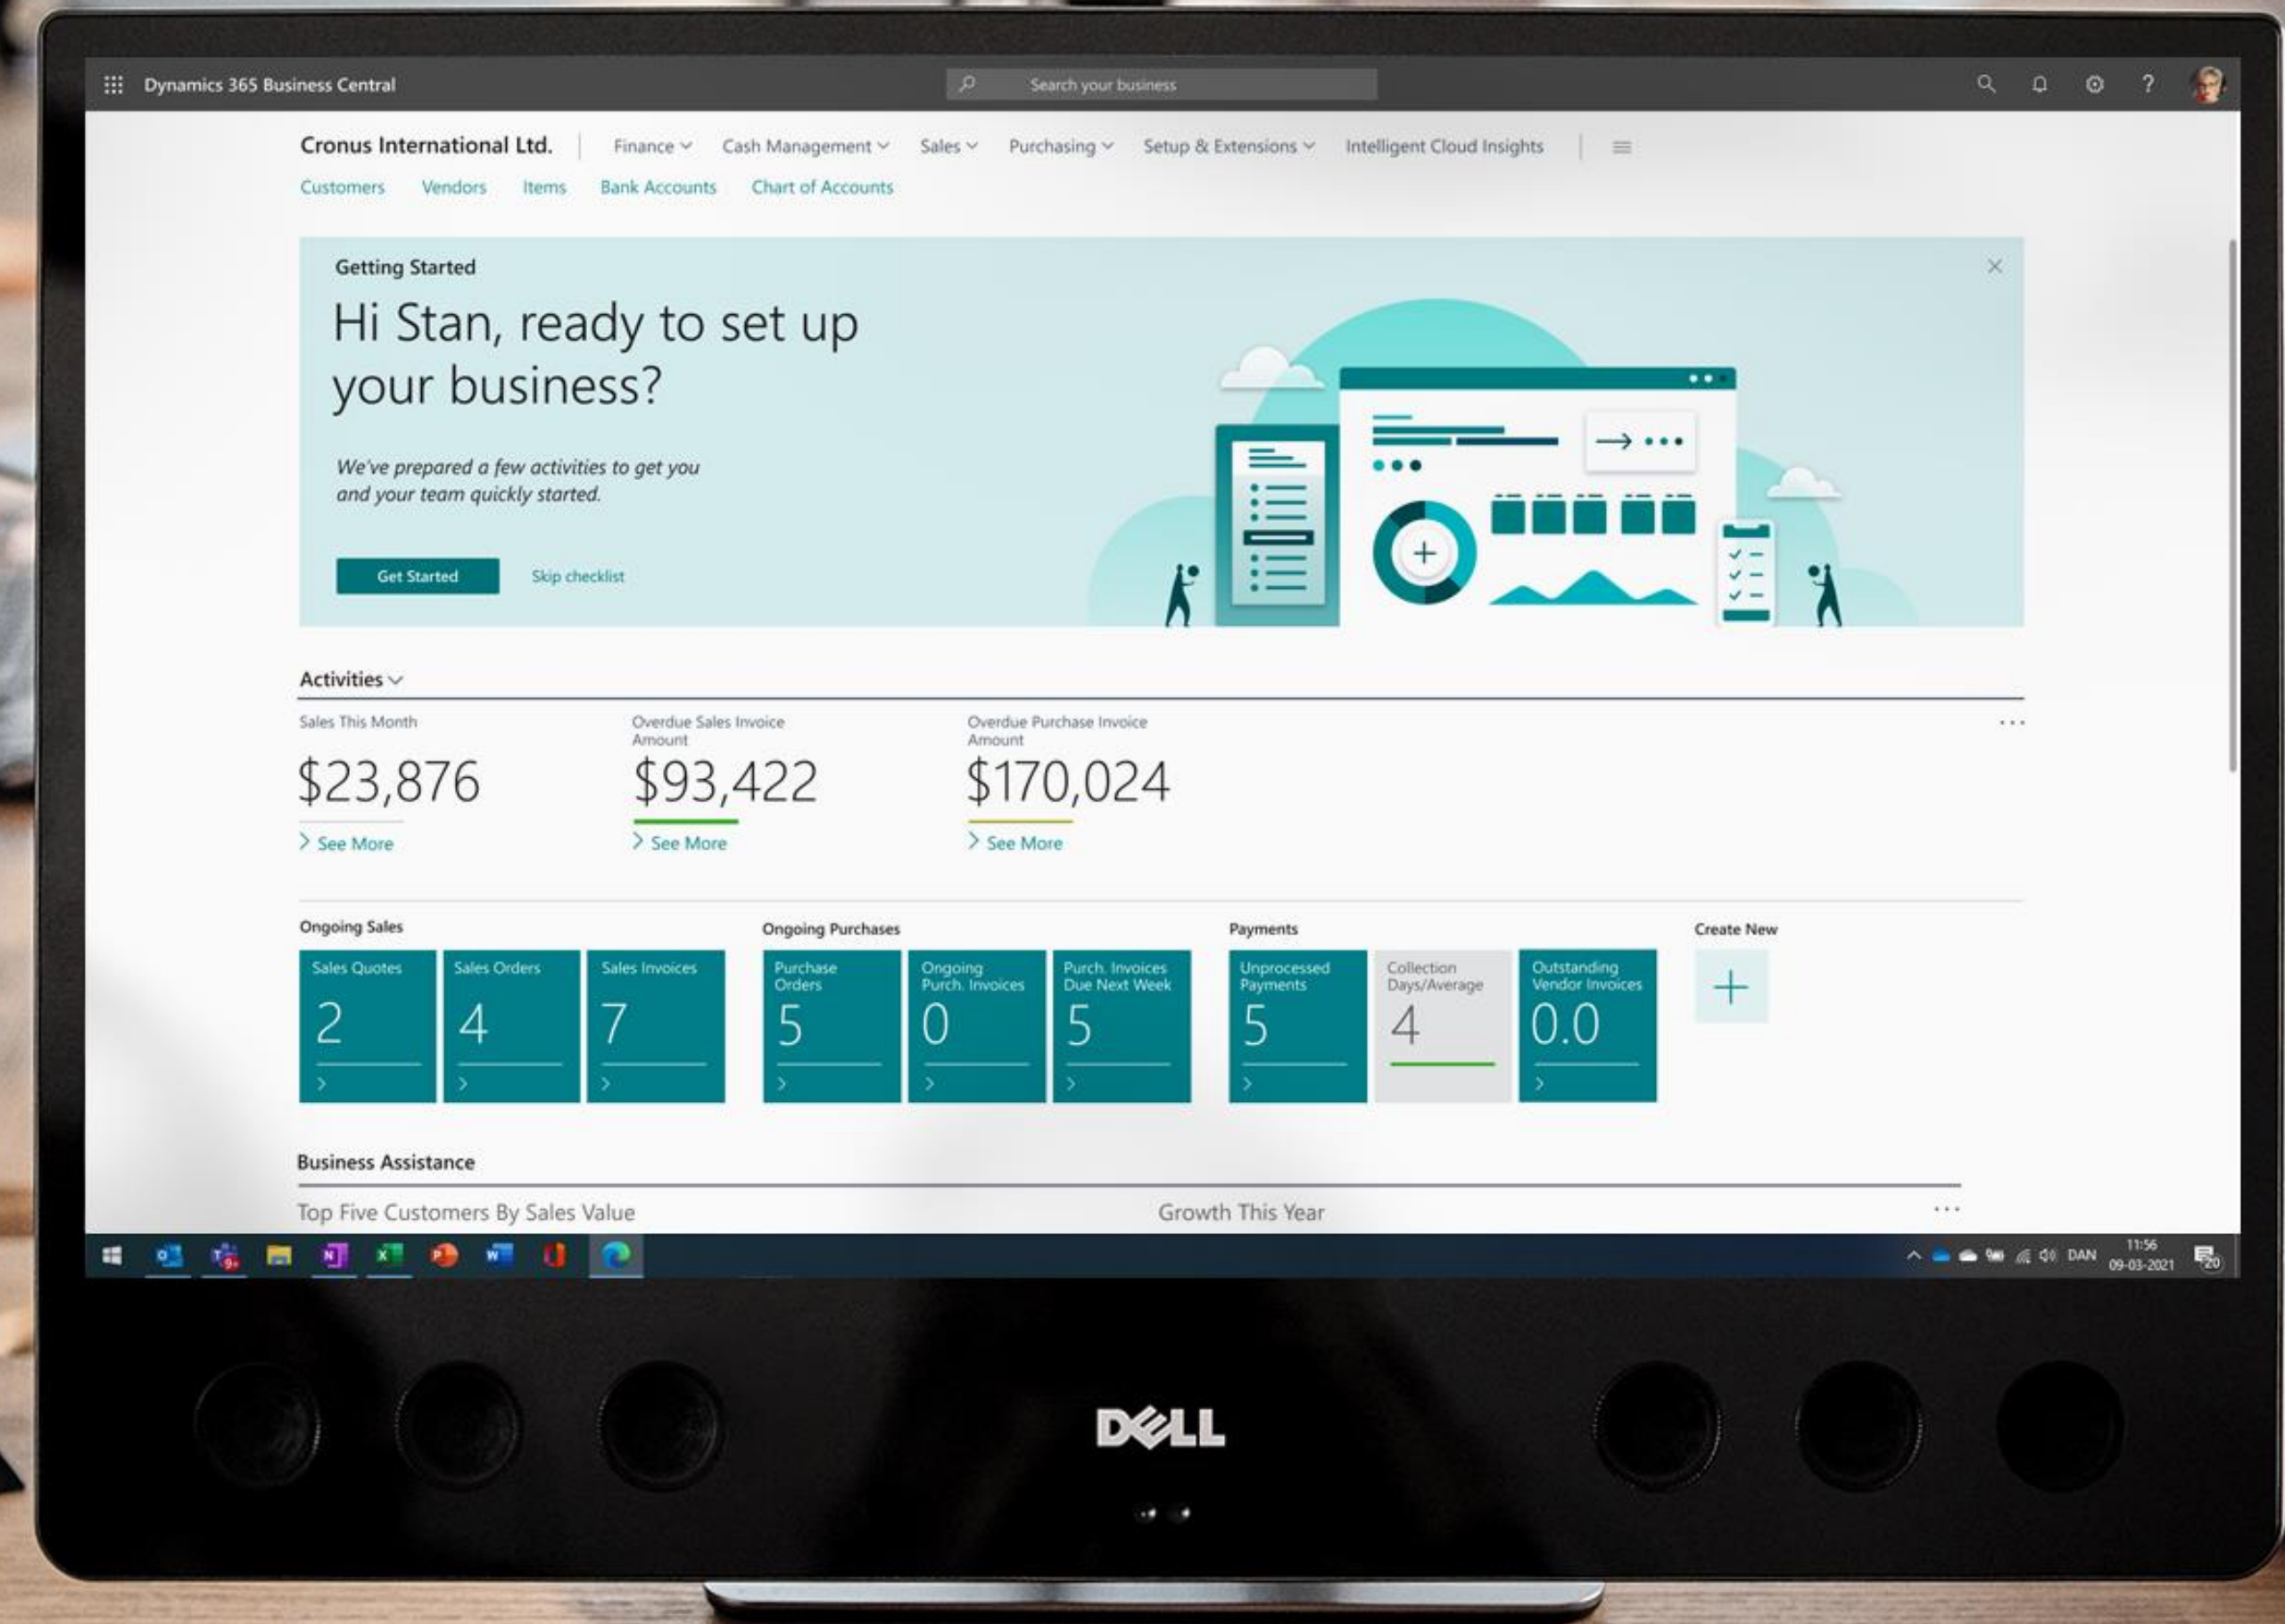 Dynamics 365 Business Central
Search your business
?
Cronus International Ltd.
Finance
Cash Management
Sales
Purchasing
Setup & Extensions
Intelligent Cloud Insights
Customers
Vendors
Items
Bank Accounts
Chart of Accounts
Getting Started
Hi Stan, ready to set up
your business?
We've prepared a few activities to get you
and your team quickly started.
Get Started
Skip checklist
Activities
Sales This Month
$23,876
See More
Overdue Sales Invoice
Amount
$93,422
See More
Overdue Purchase Invoice
Amount
$170,024
See More
Ongoing Sales
Sales Quotes
2
Sales Orders
4
Sales Invoices
7
Ongoing Purchases
Purchase
Orders
5
Ongoing
Purch. Invoices
0
Purch. Invoices
Due Next Week
5
Payments
Unprocessed
Payments
5
Collection
Days/Average
4
Outstanding
Vendor Invoices
0.0
Create New
Business Assistance
Top Five Customers By Sales Value
Growth This Year
DAN
11:56
09-03-2021
20
DELL